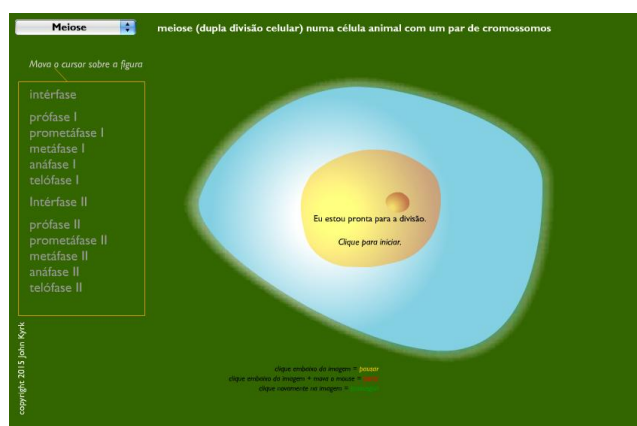 Meiose
meiose (dupla divisão celular) numa célula animal com um par de cromossomos
Mova o cursor sobre a figura
intérfase
prófase I
prometáfase I
metáfase I
anáfase I
telófase I
Intérfase II
prófase II
prometáfase II
metáfase II
anáfase II
telófase II
Eu estou pronta para a divisão.
Clique para iniciar.
clique embaixo da imagem = pausar
clique embaixo da imagem + mova o mouse =
clique novamente na imagem =
copyright 2015 John Kyrk